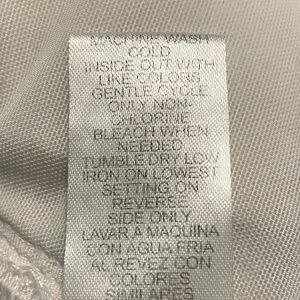 MACHINE WASH
COLD
INSIDE OUT WITH
LIKE COLORS
GENTLE CYCLE
ONLY NON-
CHLORINE
BLEACH WHEN
NEEDED
TUMBLE DRY LOW
IRON ON LOWEST
SETTING ON
REVERSE
SIDE ONLY
LAVAR A MAQUINA
CON AGUA FRIA
AL REVEZ CON
COLORES
SIMILARES